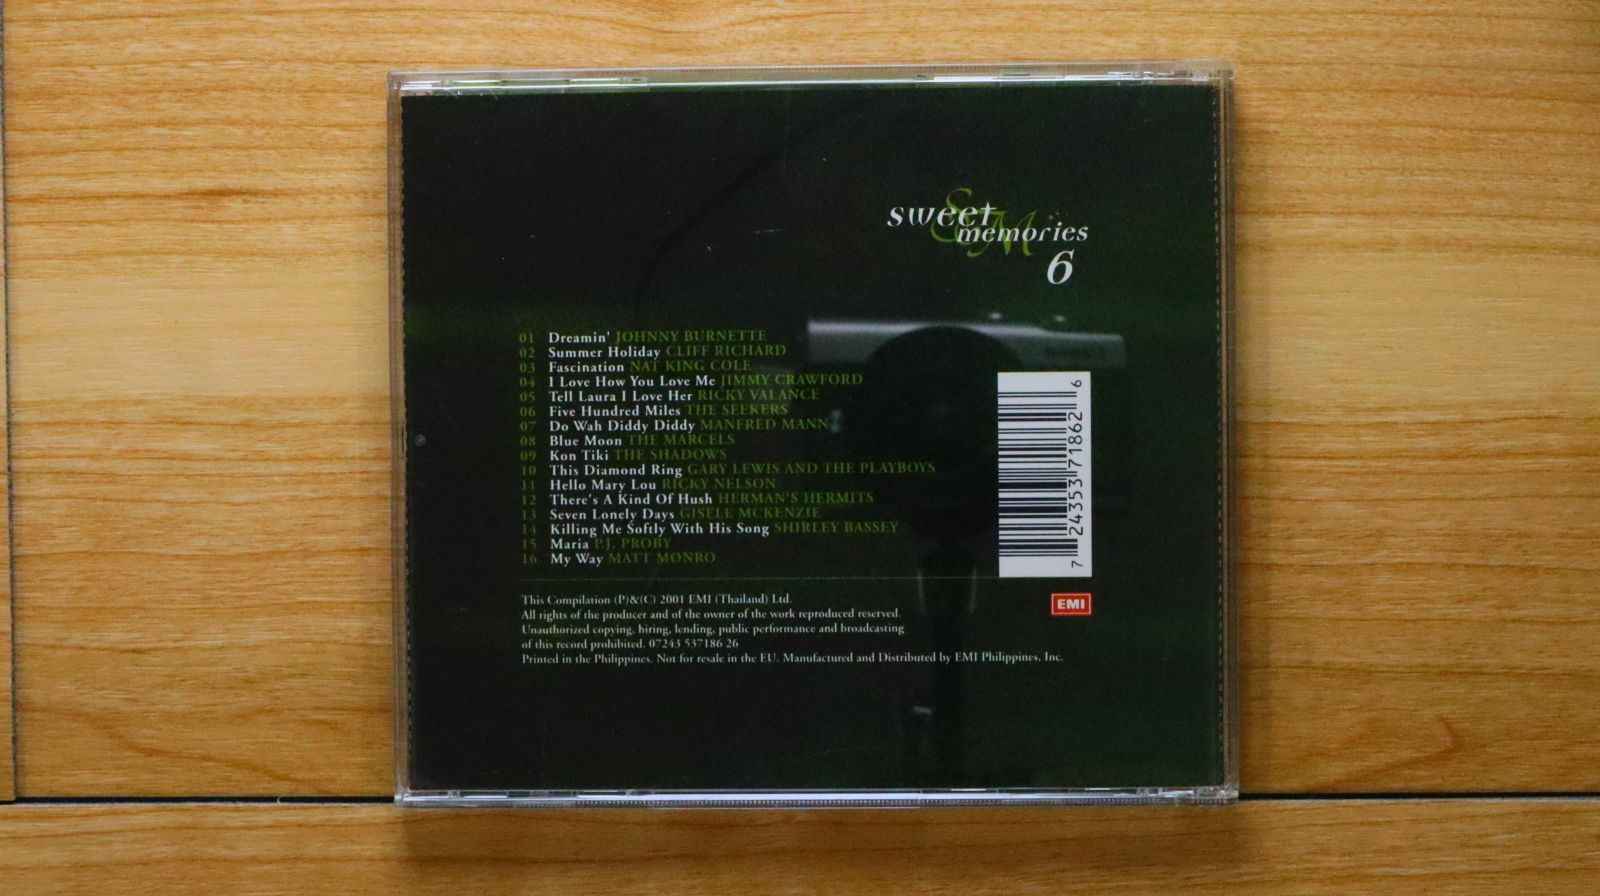 sweet
memories
6
01 Dreamin' JOHNNY BURNETTE
02 Summer Holiday CLIFF RICHARD
03 Fascination NAT KING COLE
04 I Love How You Love Me JIMMY CRAWFORD
05 Tell Laura I Love Her RICKY VALANCE
06 Five Hundred Miles THE SEEKERS
07 Do Wah Diddy Diddy MANFRED MANN
08 Blue Moon THE MARCELS
09 Kon Tiki THE SHADOWS
10 This Diamond Ring GARY LEWIS AND THE PLAYBOYS
11 Hello Mary Lou RICKY NELSON
12 There's A Kind Of Hush HERMAN'S HERMITS
13 Seven Lonely Days GISELE MCKENZIE
14 Killing Me Softly With His Song SHIRLEY BASSEY
15 Maria P.J. PROBY
16 My Way MATT MONRO
7 24353 71862 6
EMI
This Compilation (P)&(C) 2001 EMI (Thailand) Ltd.
All rights of the producer and of the owner of the work reproduced reserved.
Unauthorized copying, hiring, lending, public performance and broadcasting
of this record prohibited. 07243 537186 26
Printed in the Philippines. Not for resale in the EU. Manufactured and Distributed by EMI Philippines, Inc.